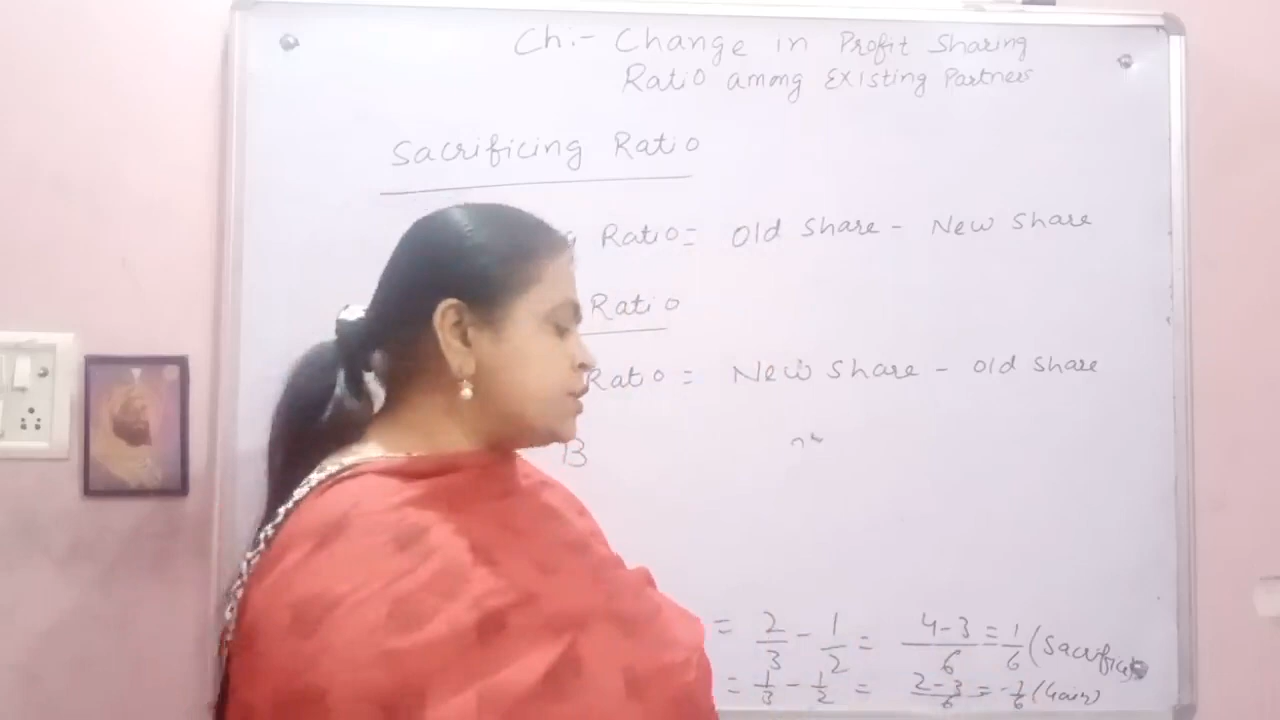 Ch:- Change in Profit Sharing
Ratio among Existing Partners
Sacrificing Ratio
g Ratio = Old Share - New Share
Ratio
Ratio = New Share - Old Share
B
= 2/3 - 1/2 = 4-3/6 = 1/6 (Sacrifice
= 1/3 - 1/2 = 2-3/6 = -1/6 (Gain)